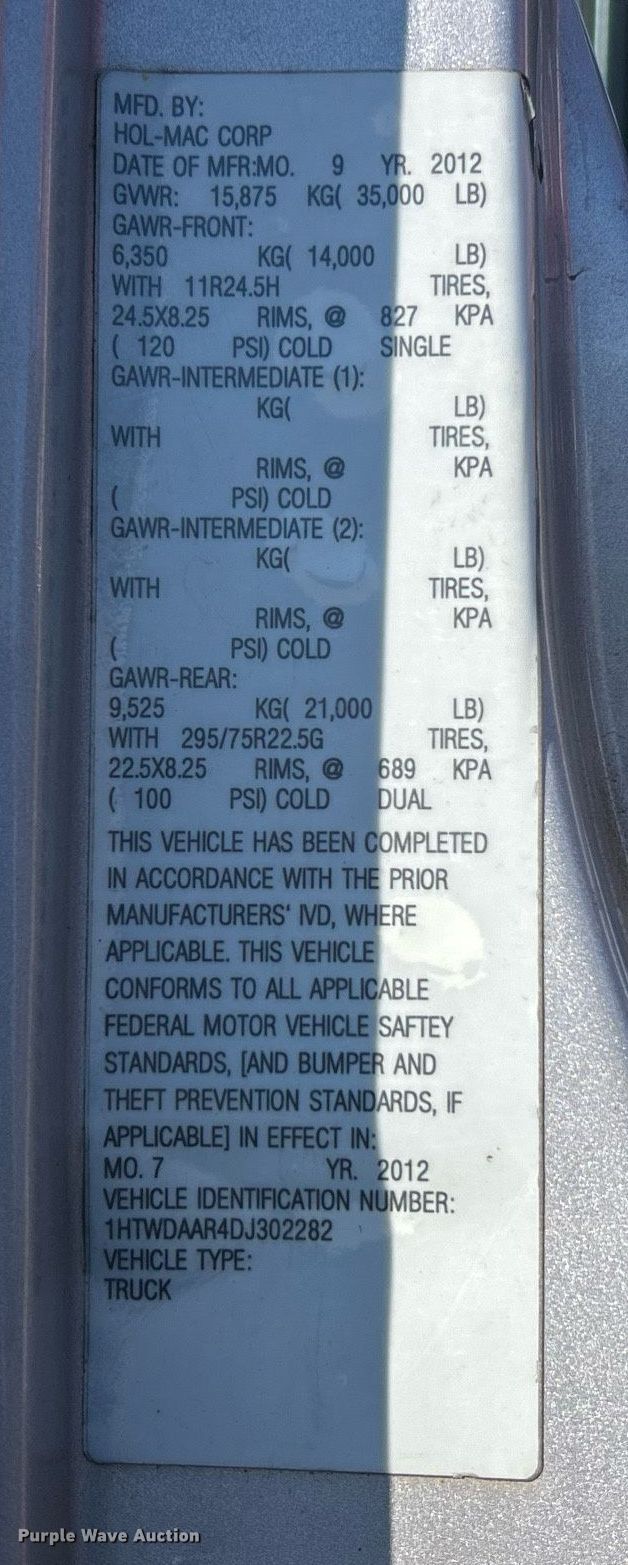 MFD. BY:
HOL-MAC CORP
DATE OF MFR:MO. 9 YR. 2012
GVWR: 15,875 KG( 35,000 LB)
GAWR-FRONT:
6,350 KG( 14,000 LB)
WITH 11R24.5H TIRES,
24.5X8.25 RIMS, @ 827 KPA
( 120 PSI) COLD SINGLE
GAWR-INTERMEDIATE (1):
KG( LB)
WITH TIRES,
RIMS, @ KPA
( PSI) COLD
GAWR-INTERMEDIATE (2):
KG( LB)
WITH TIRES,
RIMS, @ KPA
( PSI) COLD
GAWR-REAR:
9,525 KG( 21,000 LB)
WITH 295/75R22.5G TIRES,
22.5X8.25 RIMS, @ 689 KPA
( 100 PSI) COLD DUAL
THIS VEHICLE HAS BEEN COMPLETED
IN ACCORDANCE WITH THE PRIOR
MANUFACTURERS' IVD, WHERE
APPLICABLE. THIS VEHICLE
CONFORMS TO ALL APPLICABLE
FEDERAL MOTOR VEHICLE SAFTEY
STANDARDS, [AND BUMPER AND
THEFT PREVENTION STANDARDS, IF
APPLICABLE] IN EFFECT IN:
MO. 7 YR. 2012
VEHICLE IDENTIFICATION NUMBER:
1HTWDAAR4DJ302282
VEHICLE TYPE:
TRUCK
Purple Wave Auction